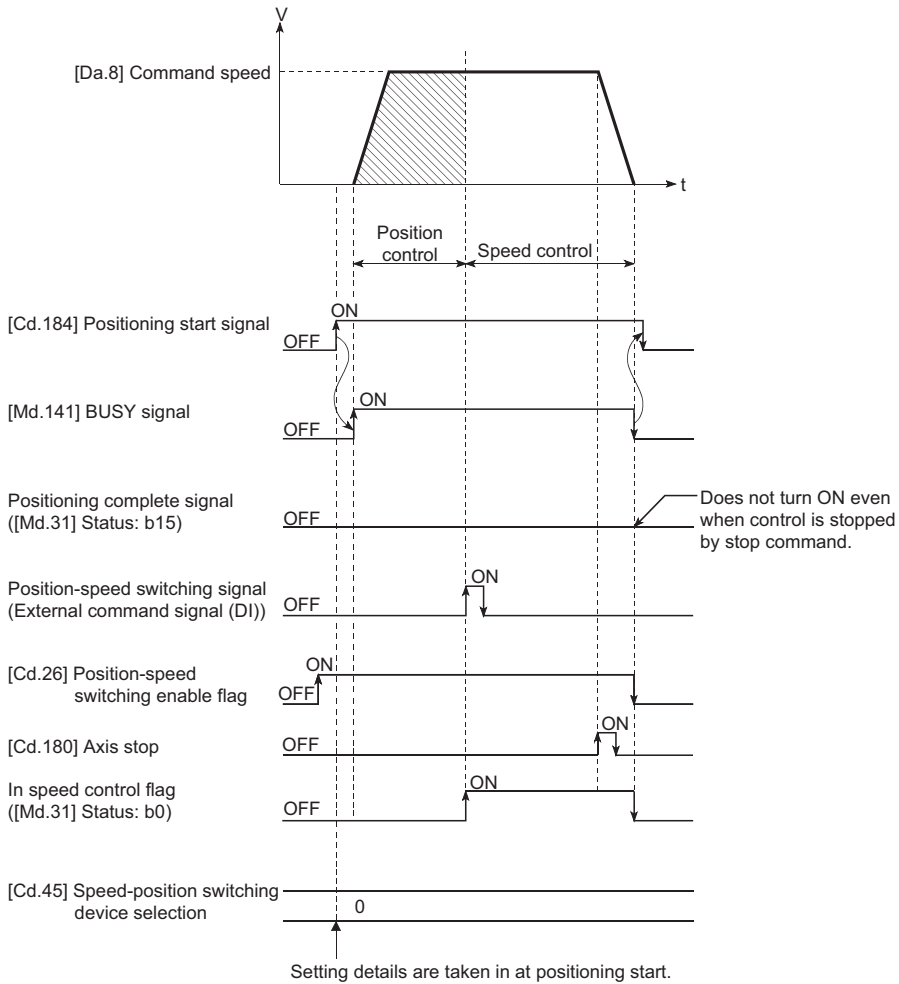 V
[Da.8] Command speed
t
Position
control
Speed control
[Cd.184] Positioning start signal
ON
OFF
[Md.141] BUSY signal
ON
OFF
Positioning complete signal
([Md.31] Status: b15)
OFF
Does not turn ON even
when control is stopped
by stop command.
Position-speed switching signal
(External command signal (DI))
ON
OFF
[Cd.26] Position-speed
switching enable flag
ON
OFF
[Cd.180] Axis stop
OFF
ON
In speed control flag
([Md.31] Status: b0)
ON
OFF
[Cd.45] Speed-position switching
device selection
0
Setting details are taken in at positioning start.